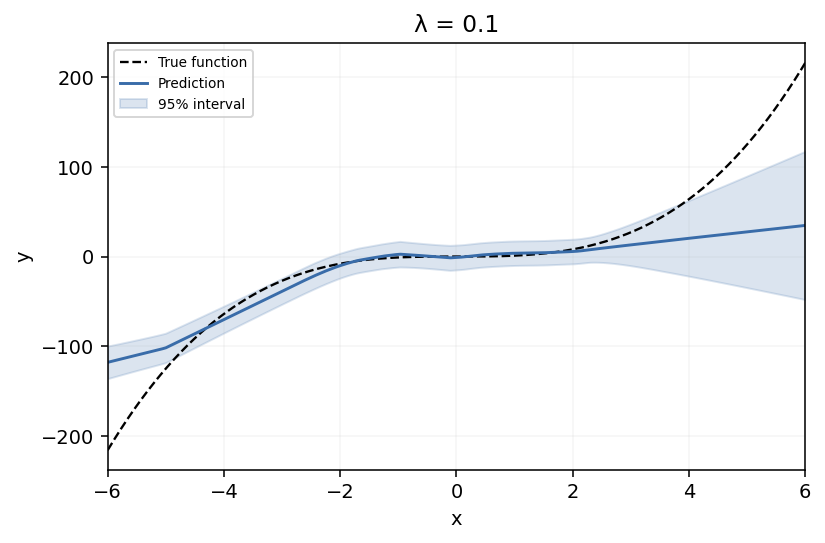 λ = 0.1
True function
Prediction
95% interval
y
200
100
0
−100
−200
−6
−4
−2
0
2
4
6
x